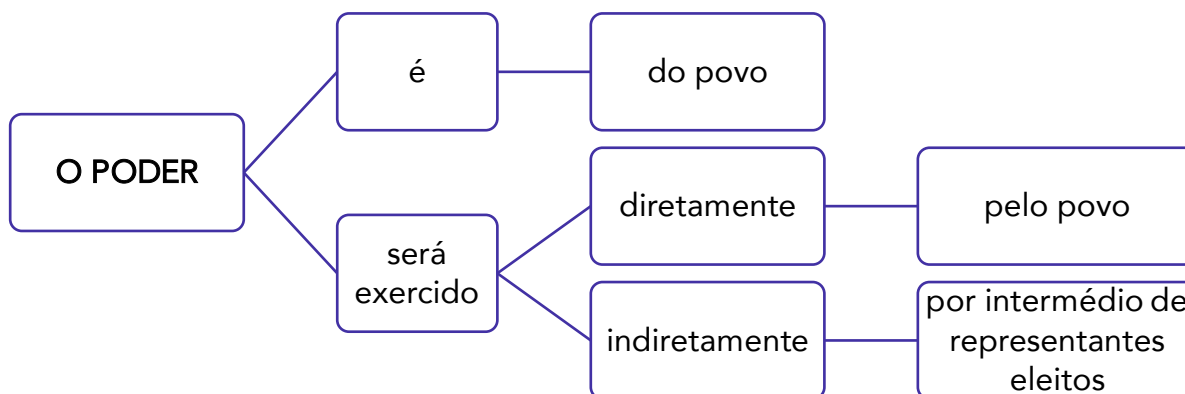 é
do povo
O PODER
diretamente
pelo povo
será
exercido
indiretamente
por intermédio de
representantes
eleitos